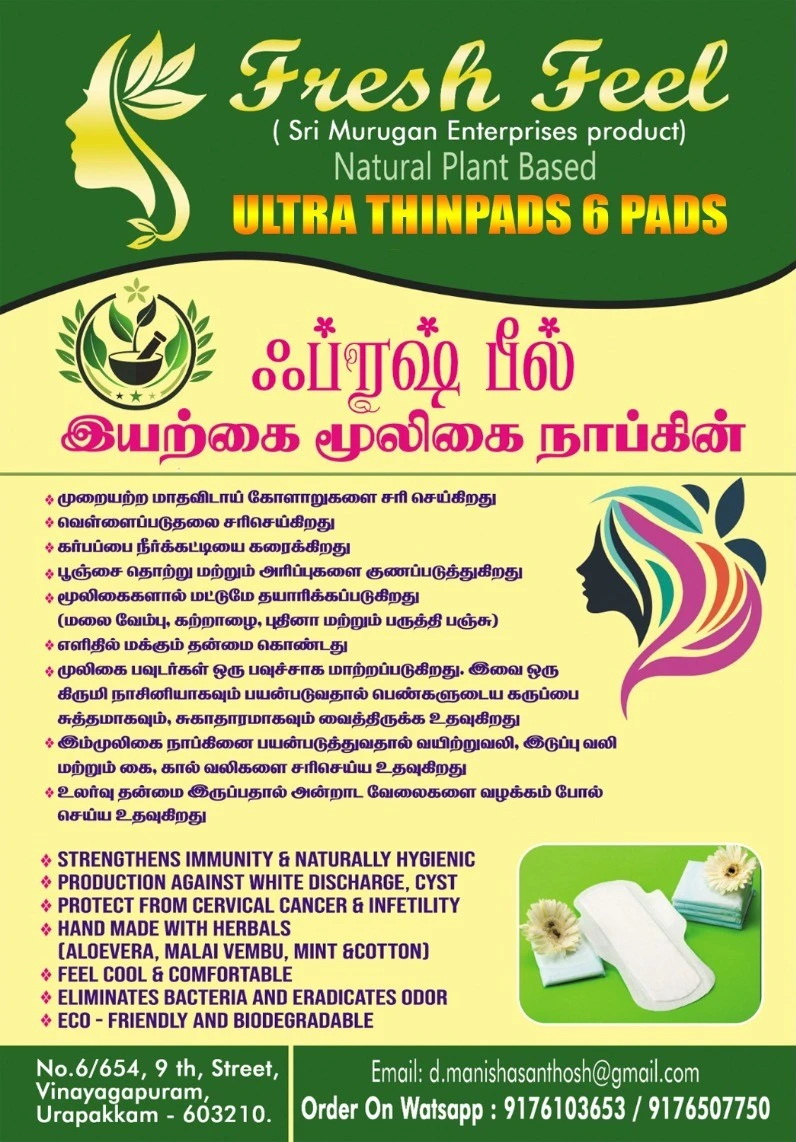 Fresh Feel
( Sri Murugan Enterprises product)
Natural Plant Based
ULTRA THINPADS 6 PADS
ஃப்ரஷ் பீல்
இயற்கை மூலிகை நாப்கின்
முறையற்ற மாதவிடாய் கோளாறுகளை சரி செய்கிறது
வெள்ளைப்படுதலை சரிசெய்கிறது
கர்பப்பை நீர்க்கட்டியை கரைக்கிறது
பூஞ்சை தொற்று மற்றும் அரிப்புகளை குணப்படுத்துகிறது
மூலிகைகளால் மட்டுமே தயாரிக்கப்படுகிறது
(மலை வேம்பு, கற்றாழை, புதினா மற்றும் பருத்தி பஞ்சு)
எளிதில் மக்கும் தன்மை கொண்டது
முலிகை பவுடர்கள் ஒரு பவுச்சாக மாற்றப்படுகிறது. இவை ஒரு
கிருமி நாசினியாகவும் பயன்படுவதால் பெண்களுடைய கருப்பை
சுத்தமாகவும், சுகாதாரமாகவும் வைத்திருக்க உதவுகிறது
இம்முலிகை நாப்கினை பயன்படுத்துவதால் வயிற்றுவலி, இடுப்பு வலி
மற்றும் கை, கால் வலிகளை சரிசெய்ய உதவுகிறது
உலர்வு தன்மை இருப்பதால் அன்றாட வேலைகளை வழக்கம் போல்
செய்ய உதவுகிறது
STRENGTHENS IMMUNITY & NATURALLY HYGIENIC
PRODUCTION AGAINST WHITE DISCHARGE, CYST
PROTECT FROM CERVICAL CANCER & INFETILITY
HAND MADE WITH HERBALS
(ALOEVERA, MALAI VEMBU, MINT &COTTON)
FEEL COOL & COMFORTABLE
ELIMINATES BACTERIA AND ERADICATES ODOR
ECO - FRIENDLY AND BIODEGRADABLE
No.6/654, 9 th, Street,
Vinayagapuram,
Urapakkam - 603210.
Email: d.manishasanthosh@gmail.com
Order On Watsapp : 9176103653 / 9176507750